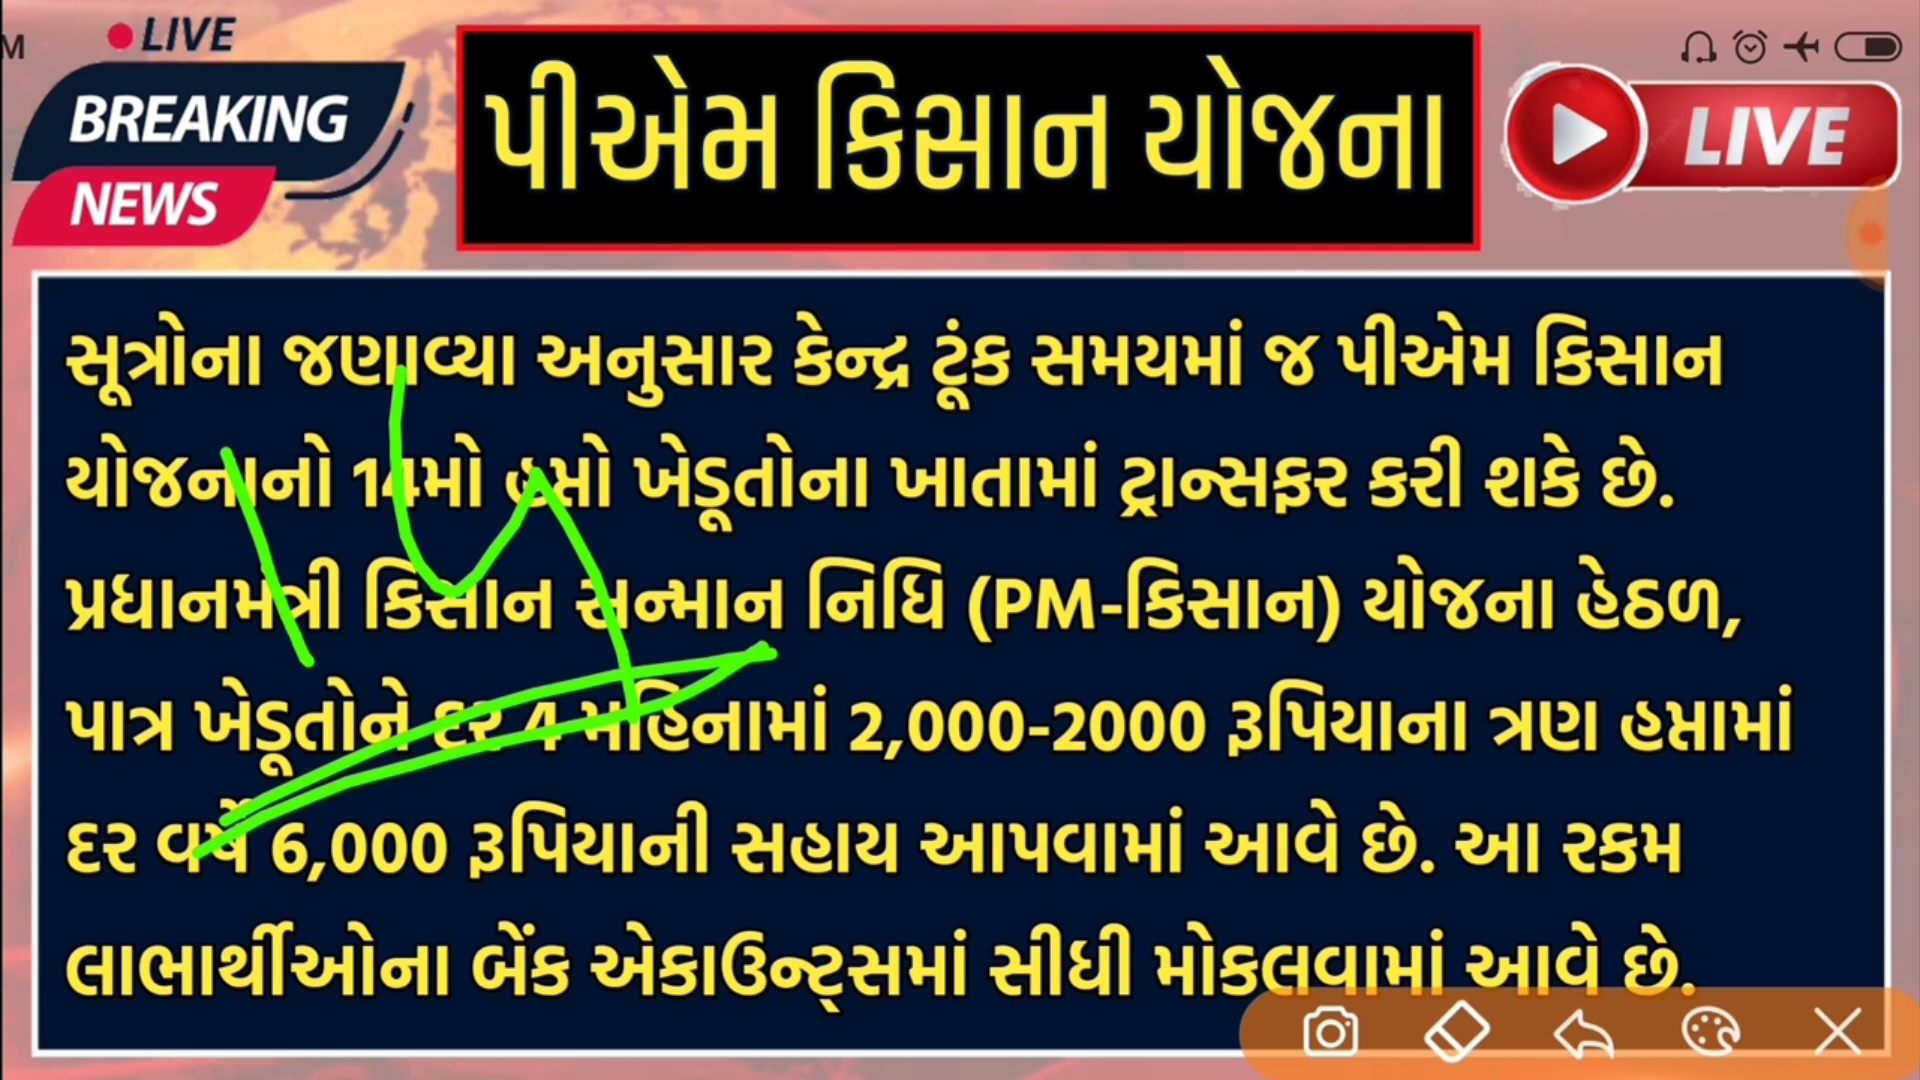 M
LIVE
BREAKING
NEWS
પીએમ કિસાન યોજના
LIVE
સૂત્રોના જણાવ્યા અનુસાર કેન્દ્ર ટૂંક સમયમાં જ પીએમ કિસાન
યોજનાનો 14મો હપ્તો ખેડૂતોના ખાતામાં ટ્રાન્સફર કરી શકે છે.
પ્રધાનમંત્રી કિસાન સન્માન નિધિ (PM-કિસાન) યોજના હેઠળ,
પાત્ર ખેડૂતોને દર 4 મહિનામાં 2,000-2000 રૂપિયાના ત્રણ હપ્તામાં
દર વર્ષે 6,000 રૂપિયાની સહાય આપવામાં આવે છે. આ રકમ
લાભાર્થીઓના બેંક એકાઉન્ટ્સમાં સીધી મોકલવામાં આવે છે.